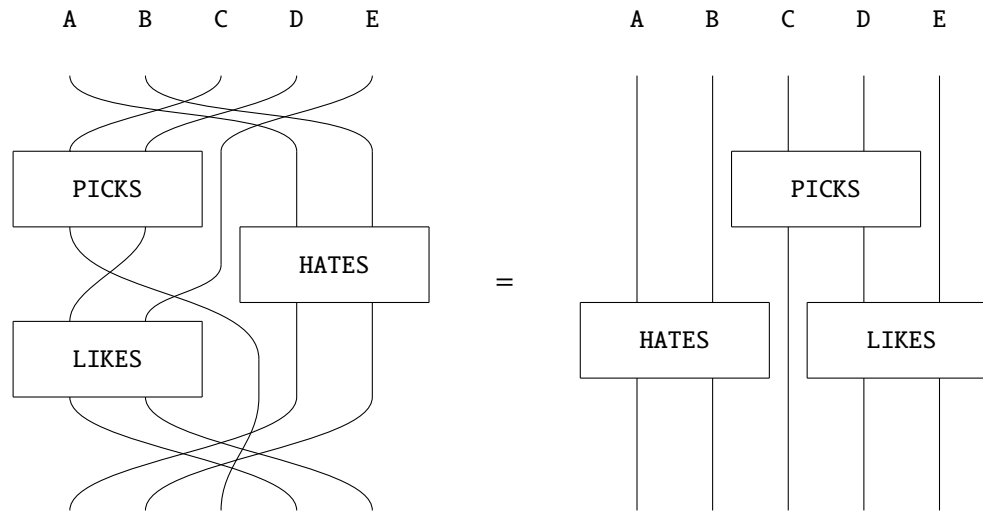 A B C D E A B C D E
PICKS PICKS
HATES
=
HATES LIKES
LIKES